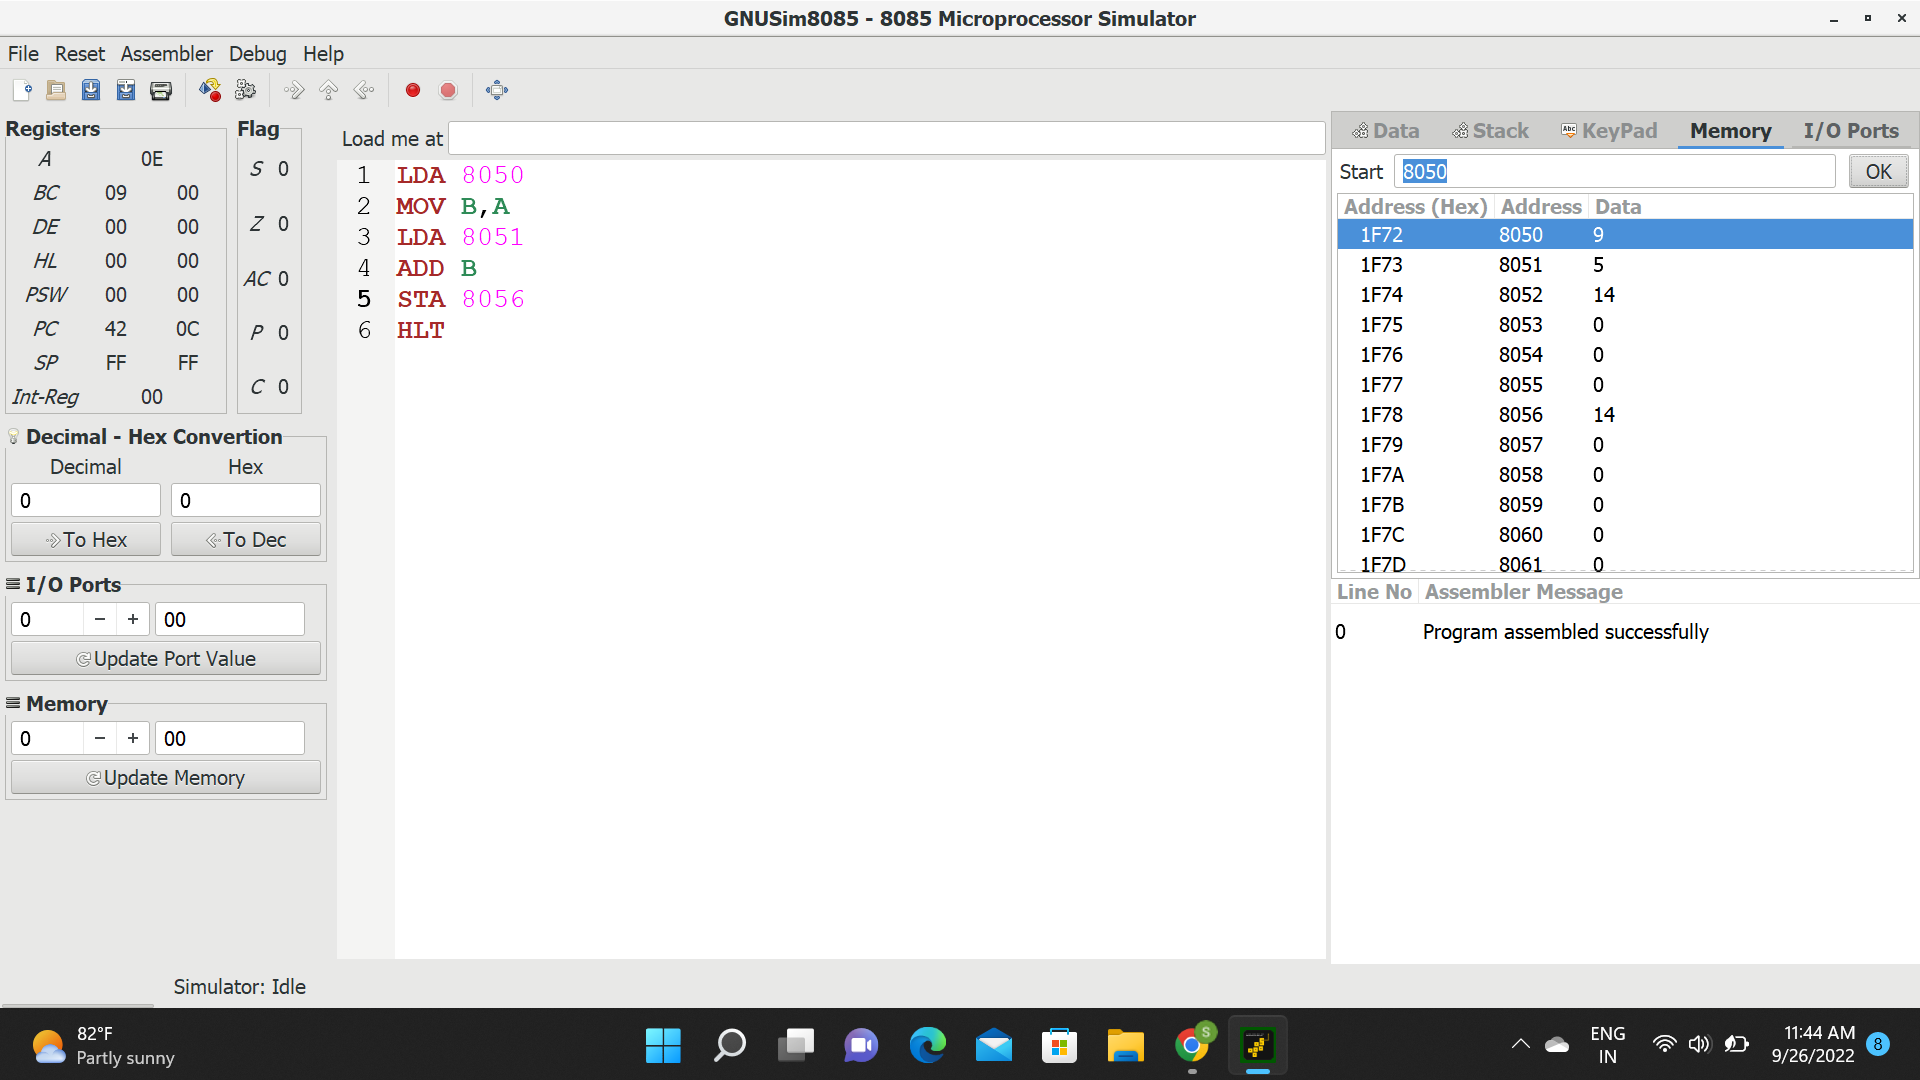 GNUSim8085 - 8085 Microprocessor Simulator
File Reset Assembler Debug Help
Registers
A 0E
BC 09 00
DE 00 00
HL 00 00
PSW 00 00
PC 42 0C
SP FF FF
Int-Reg 00
Flag
S 0
Z 0
AC 0
P 0
C 0
Decimal - Hex Convertion
Decimal Hex
0 0
To Hex To Dec
I/O Ports
0 − + 00
Update Port Value
Memory
0 − + 00
Update Memory
Load me at
1 LDA 8050
2 MOV B,A
3 LDA 8051
4 ADD B
5 STA 8056
6 HLT
Data Stack Abc KeyPad Memory I/O Ports
Start 8050 OK
Address (Hex) Address Data
1F72 8050 9
1F73 8051 5
1F74 8052 14
1F75 8053 0
1F76 8054 0
1F77 8055 0
1F78 8056 14
1F79 8057 0
1F7A 8058 0
1F7B 8059 0
1F7C 8060 0
1F7D 8061 0
Line No Assembler Message
0 Program assembled successfully
Simulator: Idle
82°F
Partly sunny
S
ENG
IN
11:44 AM
9/26/2022
8